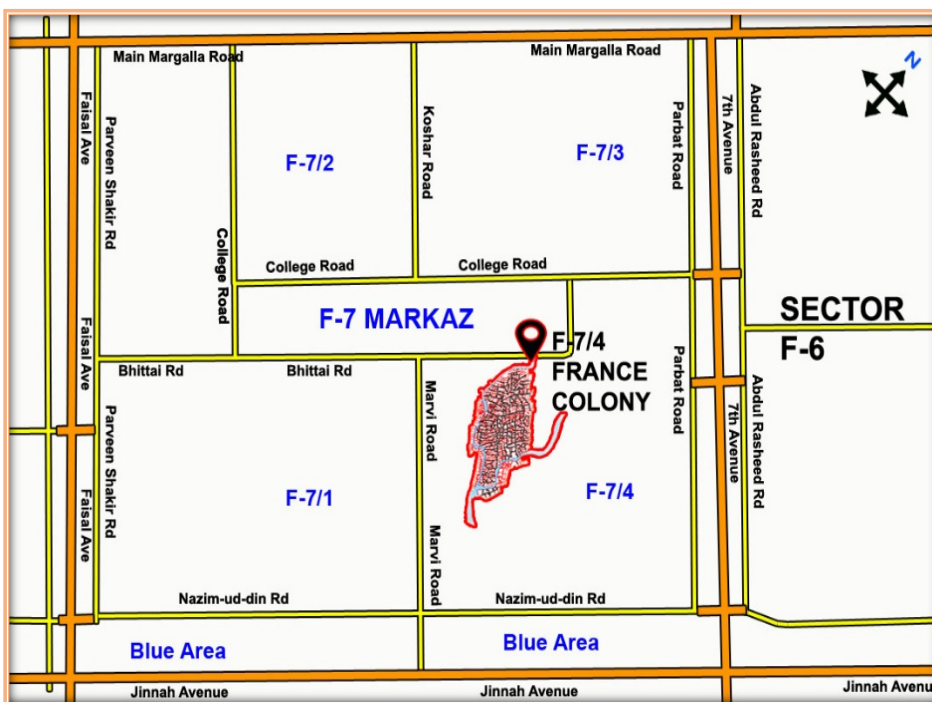 Main Margalla Road
Main Margalla Road
N
Faisal Ave
Parveen Shakir Rd
F-7/2
Koshar Road
F-7/3
Parbat Road
7th Avenue
Abdul Rasheed Rd
College Road
College Road
College Road
F-7 MARKAZ
SECTOR
F-6
F-7/4
FRANCE
COLONY
Faisal Ave
Bhittai Rd
Bhittai Rd
Marvi Road
Parbat Road
7th Avenue
Abdul Rasheed Rd
Parveen Shakir Rd
Faisal Ave
F-7/1
F-7/4
Marvi Road
Nazim-ud-din Rd
Nazim-ud-din Rd
Blue Area
Blue Area
Jinnah Avenue
Jinnah Avenue
Jinnah Avenu